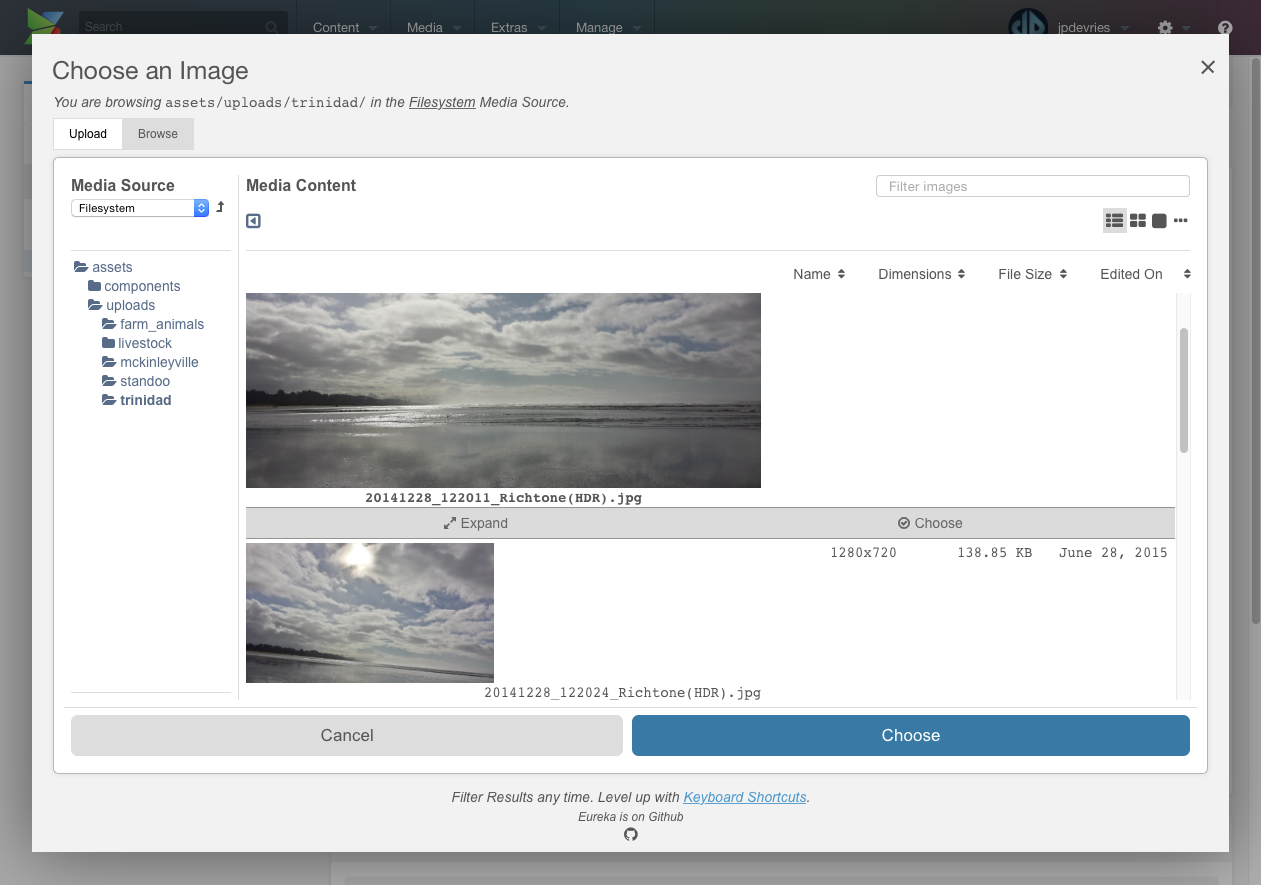 Search
Content
Media
Extras
Manage
jpdevries
Choose an Image
You are browsing assets/uploads/trinidad/ in the Filesystem Media Source.
Upload
Browse
Media Source
Filesystem
Media Content
Filter images
assets
components
uploads
farm_animals
livestock
mckinleyville
standoo
trinidad
Name
Dimensions
File Size
Edited On
20141228_122011_Richtone(HDR).jpg
Expand
Choose
1280x720
138.85 KB
June 28, 2015
20141228_122024_Richtone(HDR).jpg
Cancel
Choose
Filter Results any time. Level up with Keyboard Shortcuts.
Eureka is on Github